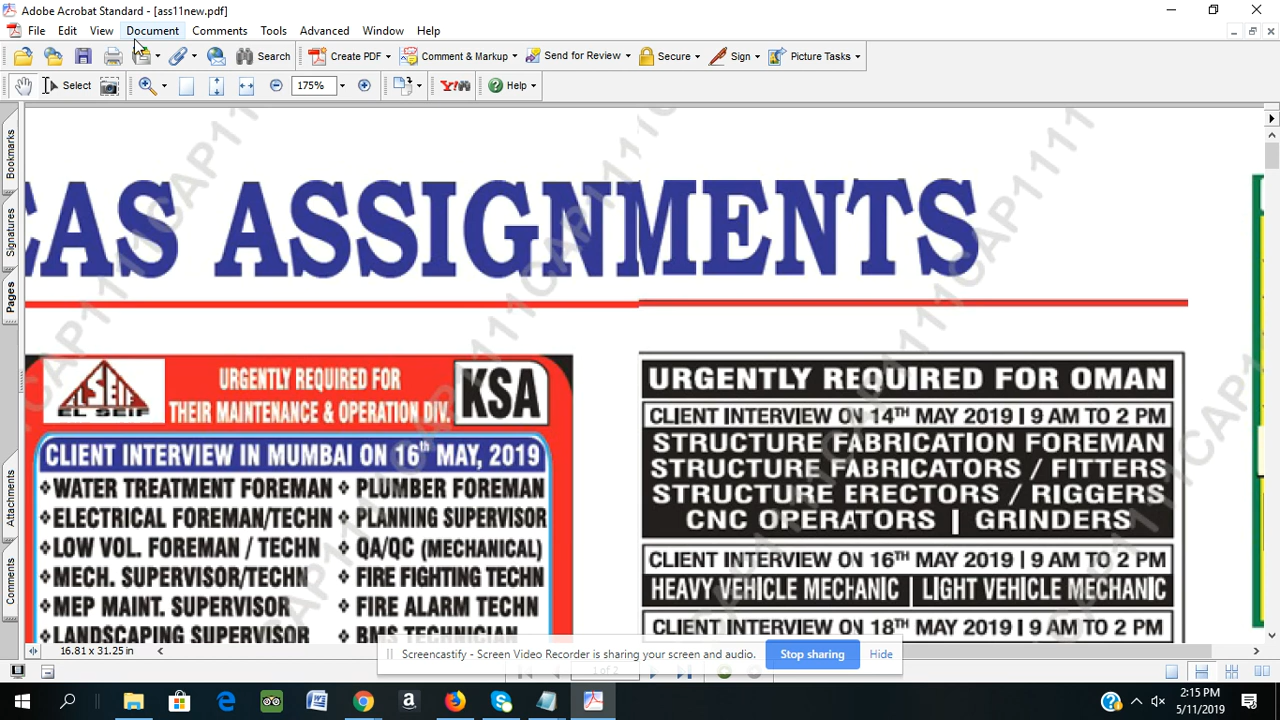 Adobe Acrobat Standard - [ass11new.pdf]
File Edit View Document Comments Tools Advanced Window Help
Search Create PDF Comment & Markup Send for Review Secure Sign Picture Tasks
Select 175% Y! Help
Bookmarks
Signatures
Pages
Attachments
Comments
CAS ASSIGNMENTS
CAP1111CAP1111
EL SEIF
URGENTLY REQUIRED FOR
THEIR MAINTENANCE & OPERATION DIV.
KSA
CLIENT INTERVIEW IN MUMBAI ON 16th MAY, 2019
❖ WATER TREATMENT FOREMAN ❖ PLUMBER FOREMAN
❖ ELECTRICAL FOREMAN/TECHN ❖ PLANNING SUPERVISOR
❖ LOW VOL. FOREMAN / TECHN ❖ QA/QC (MECHANICAL)
❖ MECH. SUPERVISOR/TECHN ❖ FIRE FIGHTING TECHN
❖ MEP MAINT. SUPERVISOR ❖ FIRE ALARM TECHN
❖ LANDSCAPING SUPERVISOR ❖ BMS TECHNICIAN
URGENTLY REQUIRED FOR OMAN
CLIENT INTERVIEW ON 14TH MAY 2019 | 9 AM TO 2 PM
STRUCTURE FABRICATION FOREMAN
STRUCTURE FABRICATORS / FITTERS
STRUCTURE ERECTORS / RIGGERS
CNC OPERATORS | GRINDERS
CLIENT INTERVIEW ON 16TH MAY 2019 | 9 AM TO 2 PM
HEAVY VEHICLE MECHANIC | LIGHT VEHICLE MECHANIC
CLIENT INTERVIEW ON 18TH MAY 2019 | 9 AM TO 2 PM
16.81 x 31.25 in
Screencastify - Screen Video Recorder is sharing your screen and audio. Stop sharing Hide
1 of 2
2:15 PM
5/11/2019